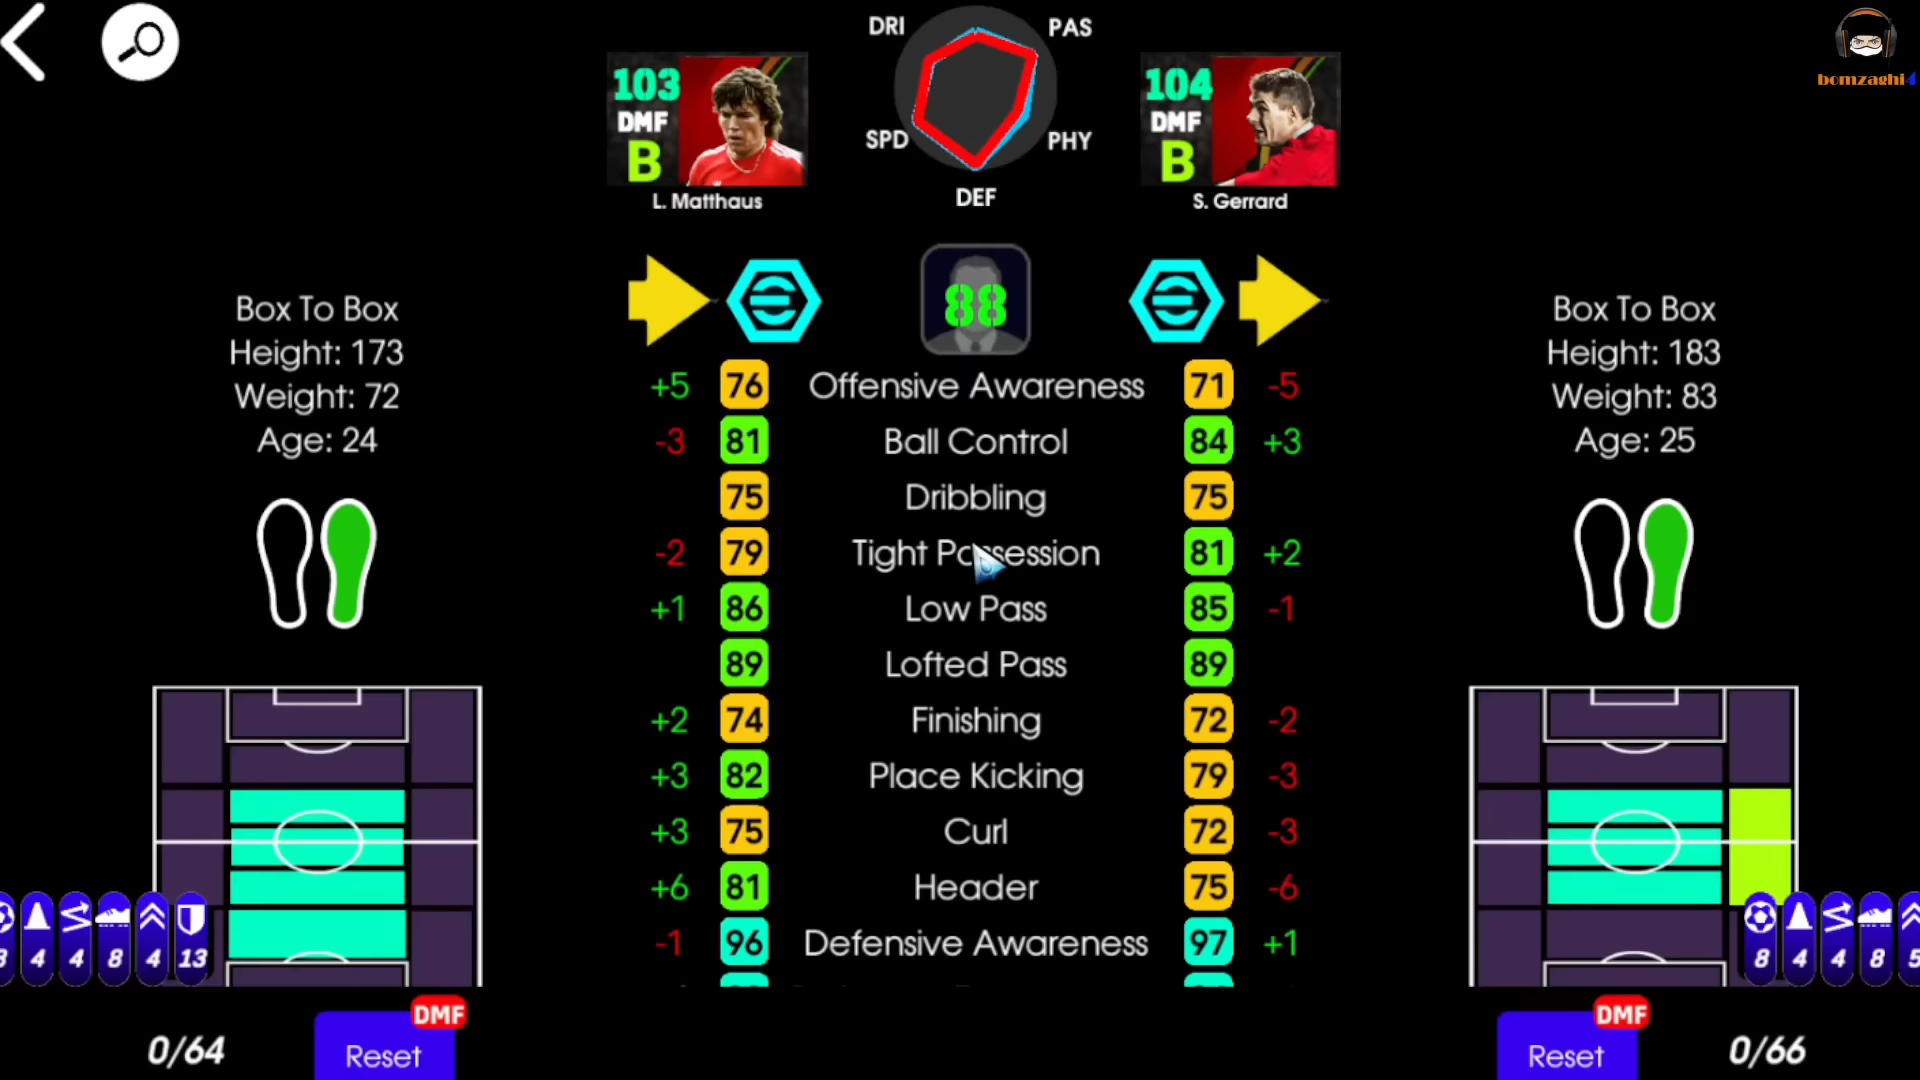 DRI
PAS
SPD
PHY
DEF
103
DMF
B
L. Matthaus
104
DMF
B
S. Gerrard
bomzaghi4
88
Box To Box
Height: 173
Weight: 72
Age: 24
Box To Box
Height: 183
Weight: 83
Age: 25
+5 76 Offensive Awareness 71 -5
-3 81 Ball Control 84 +3
75 Dribbling 75
-2 79 Tight Possession 81 +2
+1 86 Low Pass 85 -1
89 Lofted Pass 89
+2 74 Finishing 72 -2
+3 82 Place Kicking 79 -3
+3 75 Curl 72 -3
+6 81 Header 75 -6
-1 96 Defensive Awareness 97 +1
4 4 8 4 13
8 4 4 8 5
0/64
Reset
DMF
Reset
DMF
0/66